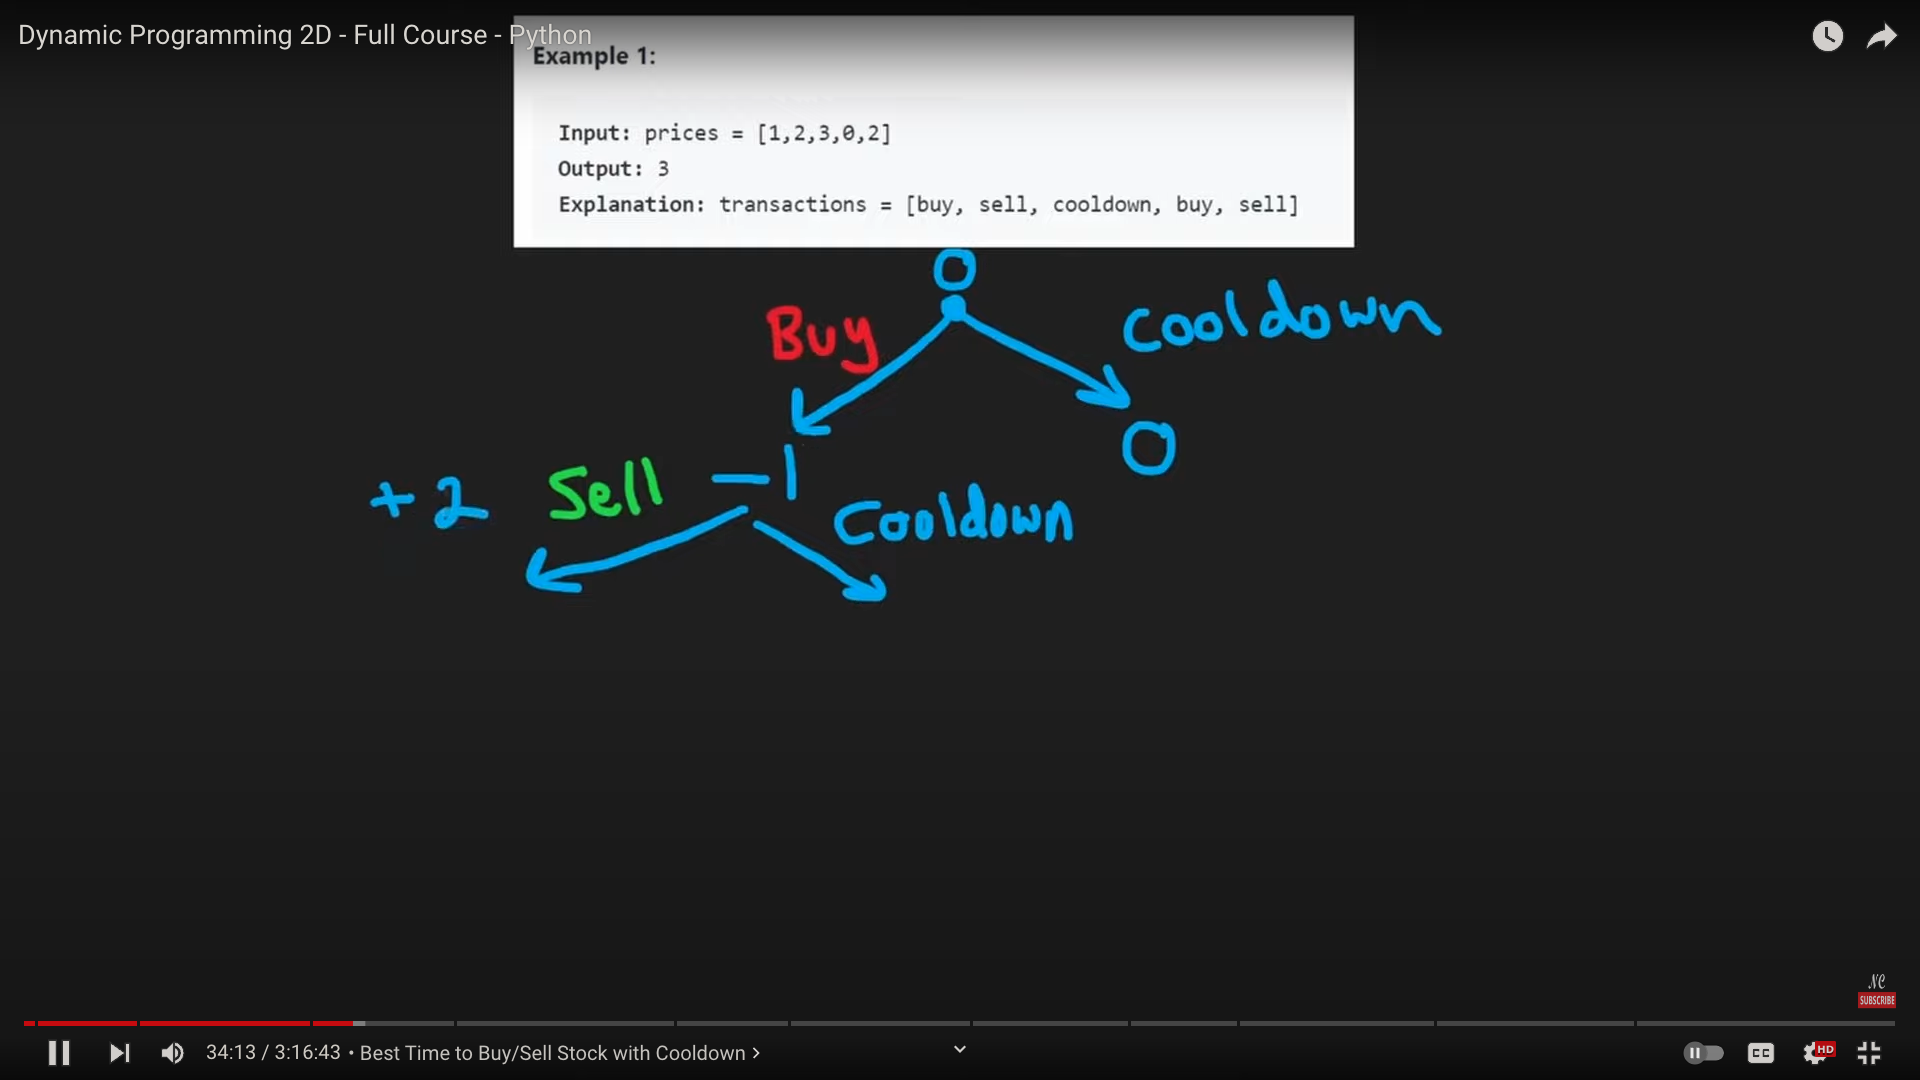 Dynamic Programming 2D - Full Course - Python
Example 1:
Input: prices = [1,2,3,0,2]
Output: 3
Explanation: transactions = [buy, sell, cooldown, buy, sell]
0
Buy
Cooldown
0
+2 Sell -1
Cooldown
NC
SUBSCRIBE
34:13 / 3:16:43 • Best Time to Buy/Sell Stock with Cooldown >
CC
HD